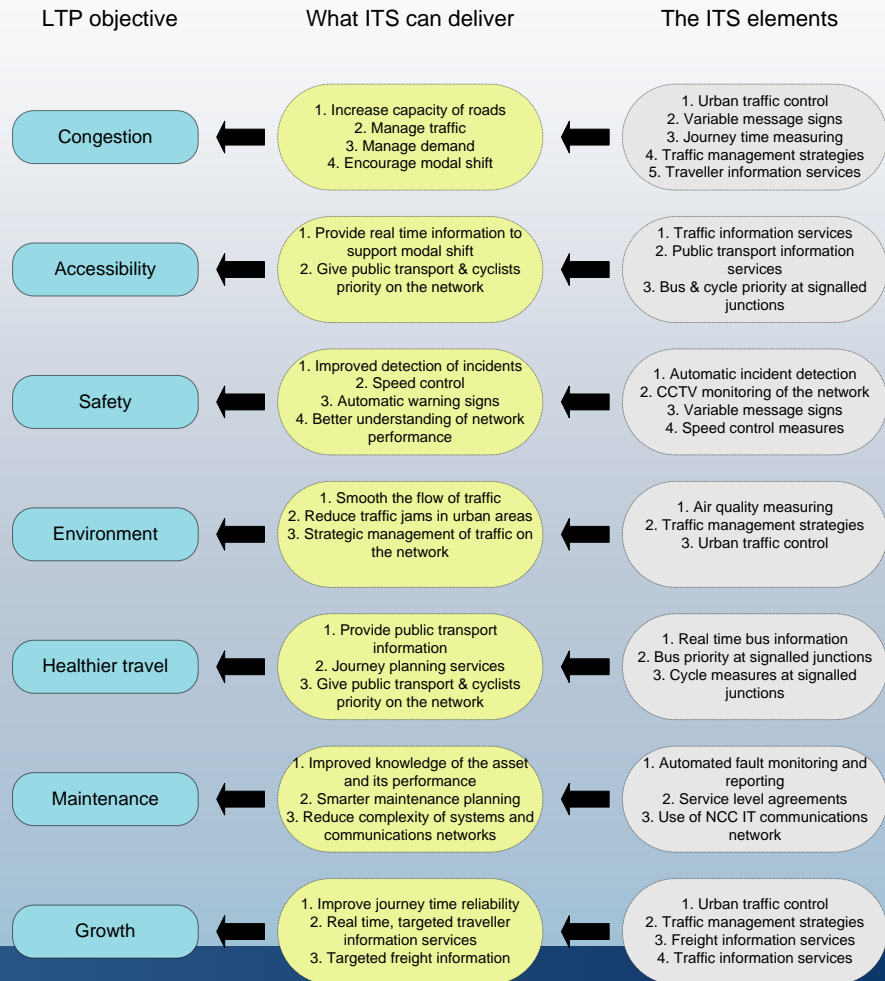 LTP objective
What ITS can deliver
The ITS elements
Congestion
1. Increase capacity of roads
2. Manage traffic
3. Manage demand
4. Encourage modal shift
1. Urban traffic control
2. Variable message signs
3. Journey time measuring
4. Traffic management strategies
5. Traveller information services
Accessibility
1. Provide real time information to
support modal shift
2. Give public transport & cyclists
priority on the network
1. Traffic information services
2. Public transport information
services
3. Bus & cycle priority at signalled
junctions
Safety
1. Improved detection of incidents
2. Speed control
3. Automatic warning signs
4. Better understanding of network
performance
1. Automatic incident detection
2. CCTV monitoring of the network
3. Variable message signs
4. Speed control measures
Environment
1. Smooth the flow of traffic
2. Reduce traffic jams in urban areas
3. Strategic management of traffic on
the network
1. Air quality measuring
2. Traffic management strategies
3. Urban traffic control
Healthier travel
1. Provide public transport
information
2. Journey planning services
3. Give public transport & cyclists
priority on the network
1. Real time bus information
2. Bus priority at signalled junctions
3. Cycle measures at signalled
junctions
Maintenance
1. Improved knowledge of the asset
and its performance
2. Smarter maintenance planning
3. Reduce complexity of systems and
communications networks
1. Automated fault monitoring and
reporting
2. Service level agreements
3. Use of NCC IT communications
network
Growth
1. Improve journey time reliability
2. Real time, targeted traveller
information services
3. Targeted freight information
1. Urban traffic control
2. Traffic management strategies
3. Freight information services
4. Traffic information services